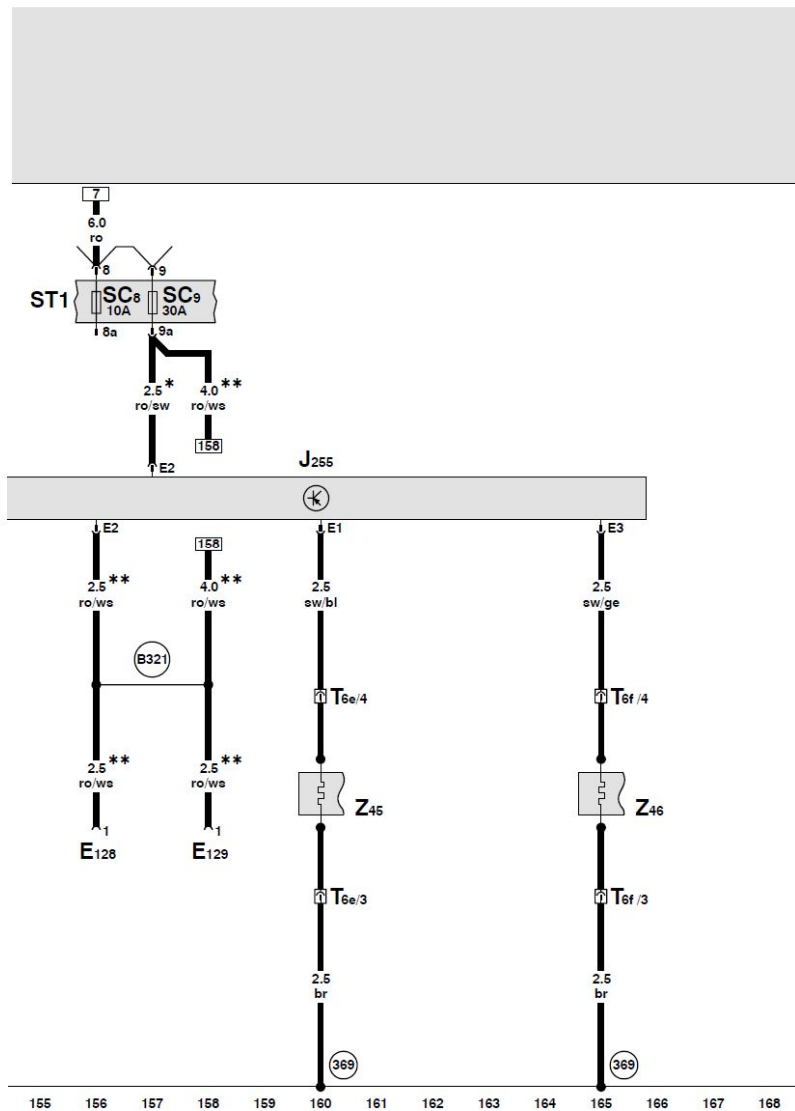 7
6.0
ro
8 9
ST1 SC8 10A SC9 30A
8a 9a
2.5 * 4.0 **
ro/sw ro/ws
158
E2 J255
E2 E1 E3
158
2.5 ** 4.0 ** 2.5 2.5
ro/ws ro/ws sw/bl sw/ge
B321
T6e/4 T6f /4
2.5 ** 2.5 **
ro/ws ro/ws
Z45 Z46
1 1
E128 E129
T6e/3 T6f /3
2.5 2.5
br br
369 369
155 156 157 158 159 160 161 162 163 164 165 166 167 168